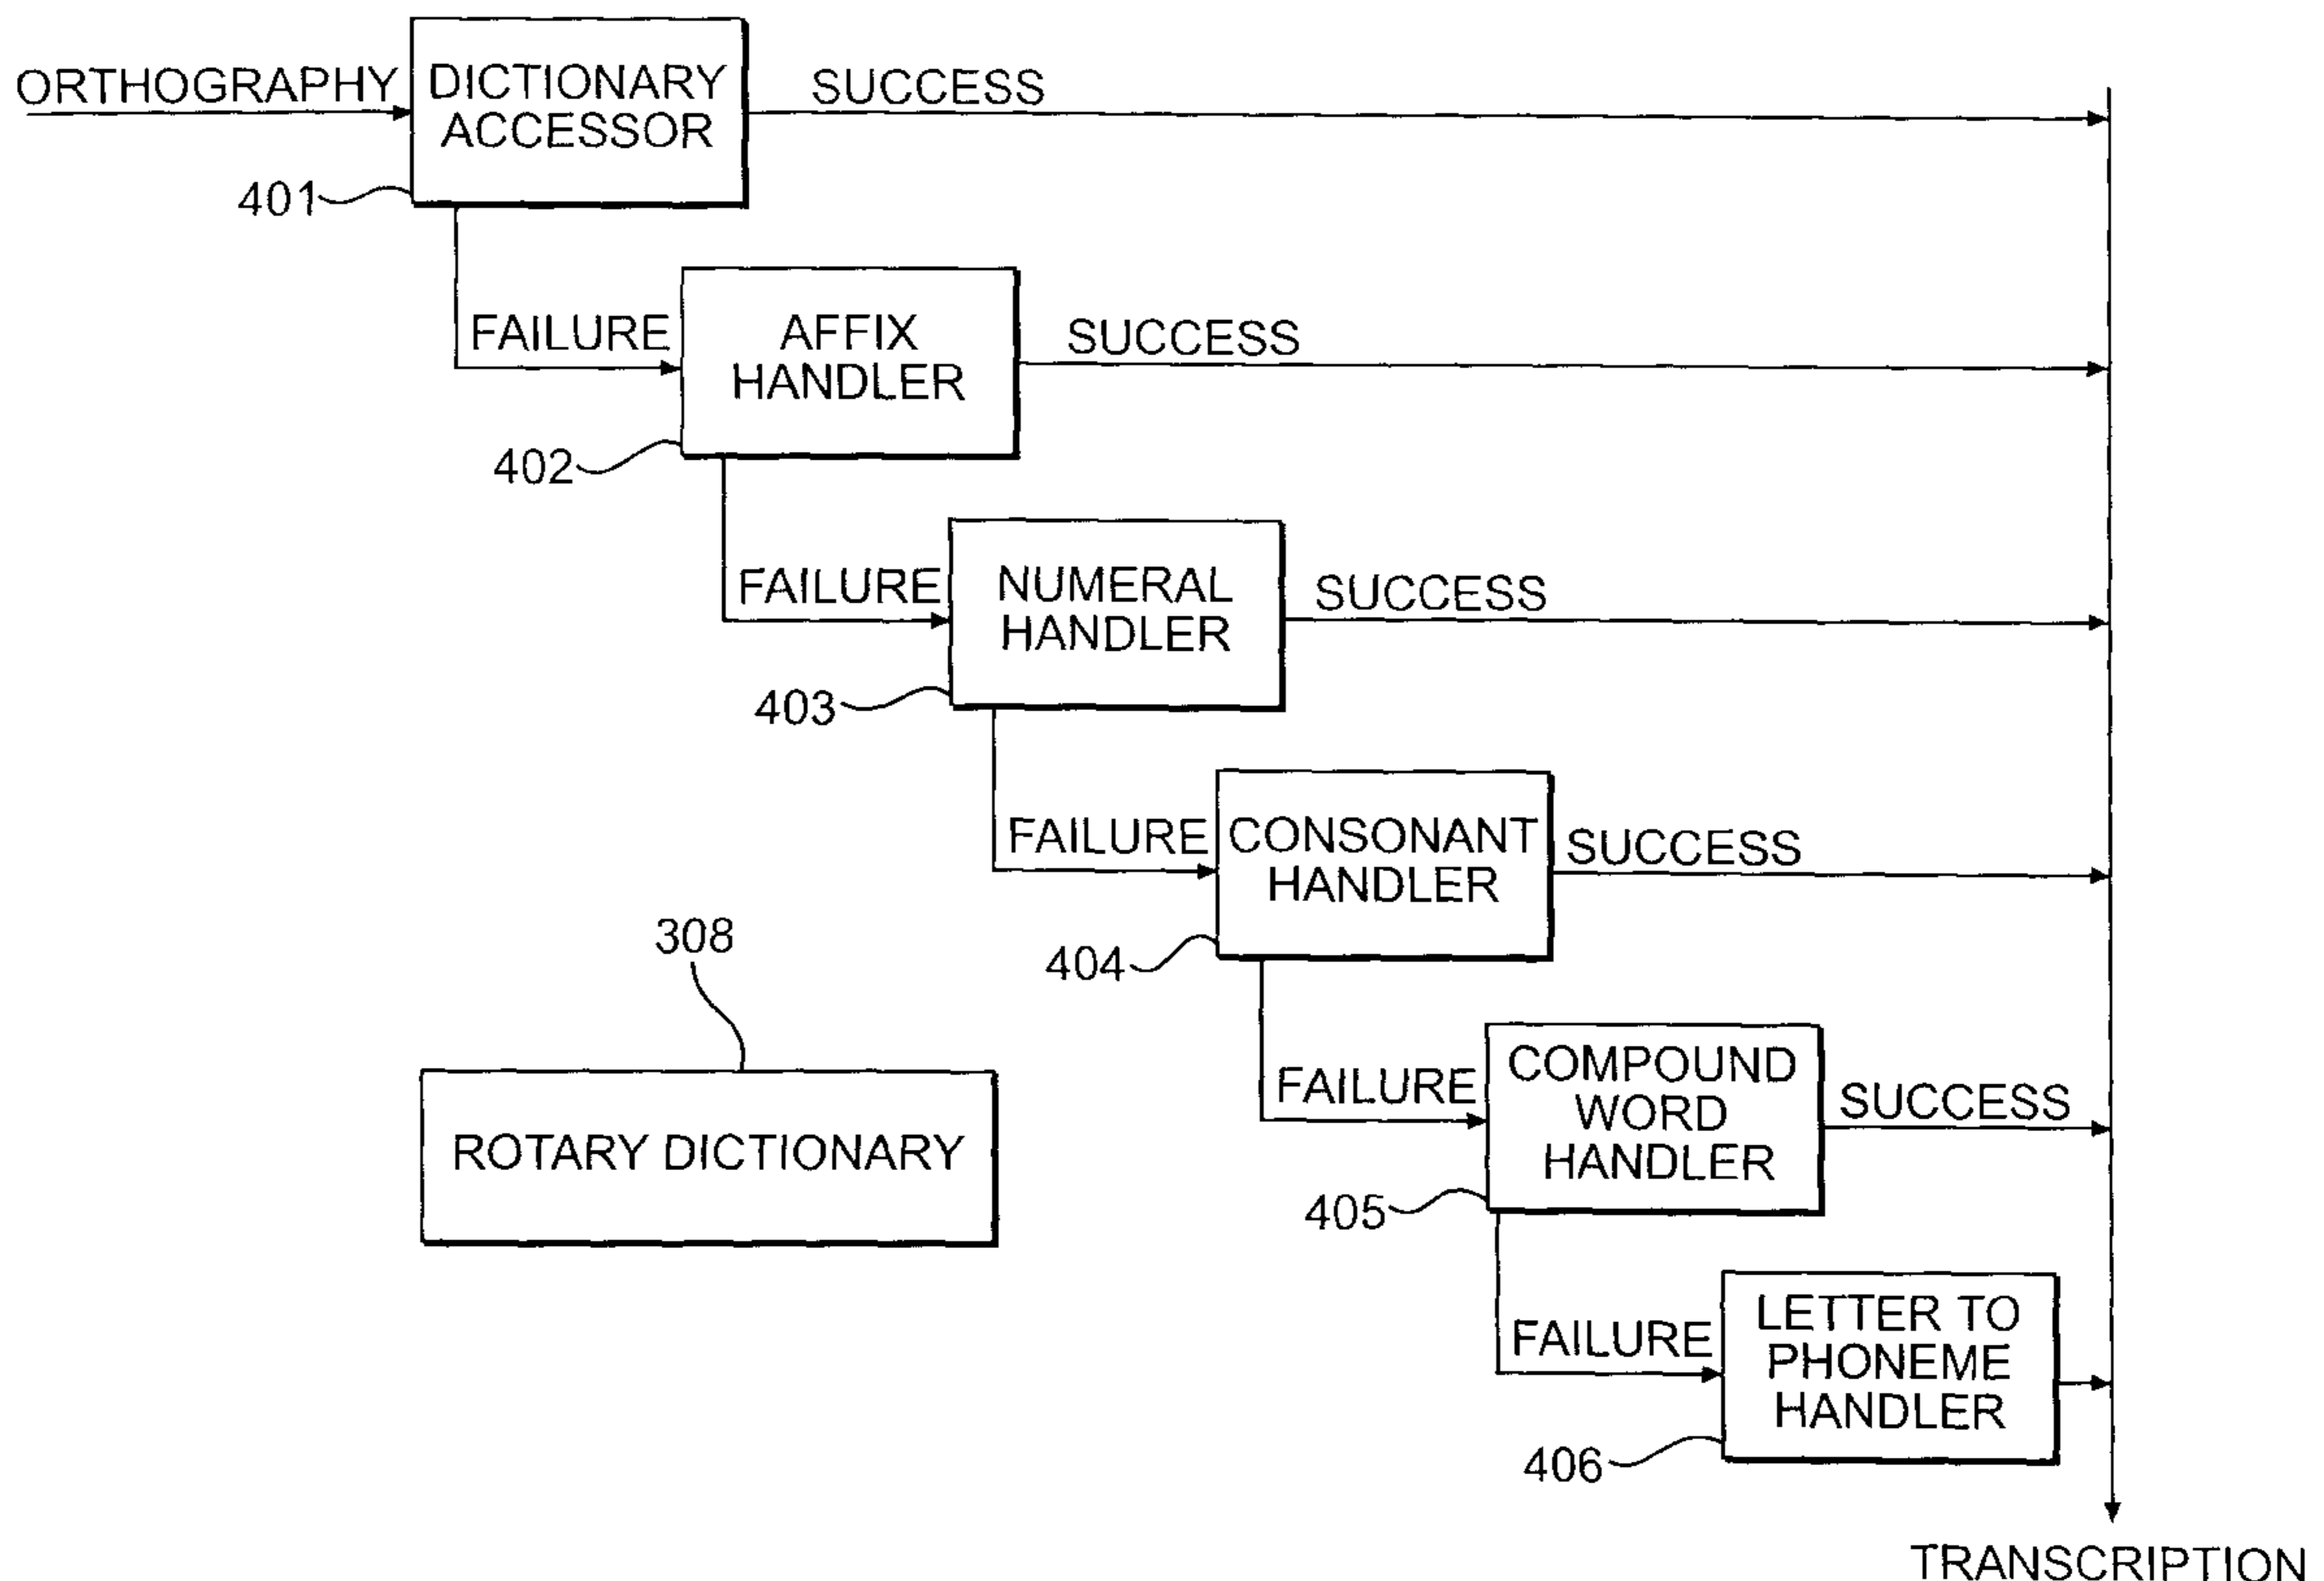 ORTHOGRAPHY
DICTIONARY
ACCESSOR
SUCCESS
401
FAILURE
AFFIX
HANDLER
SUCCESS
402
FAILURE
NUMERAL
HANDLER
SUCCESS
403
FAILURE
CONSONANT
HANDLER
SUCCESS
404
308
ROTARY DICTIONARY
FAILURE
COMPOUND
WORD
HANDLER
SUCCESS
405
FAILURE
LETTER TO
PHONEME
HANDLER
406
TRANSCRIPTION